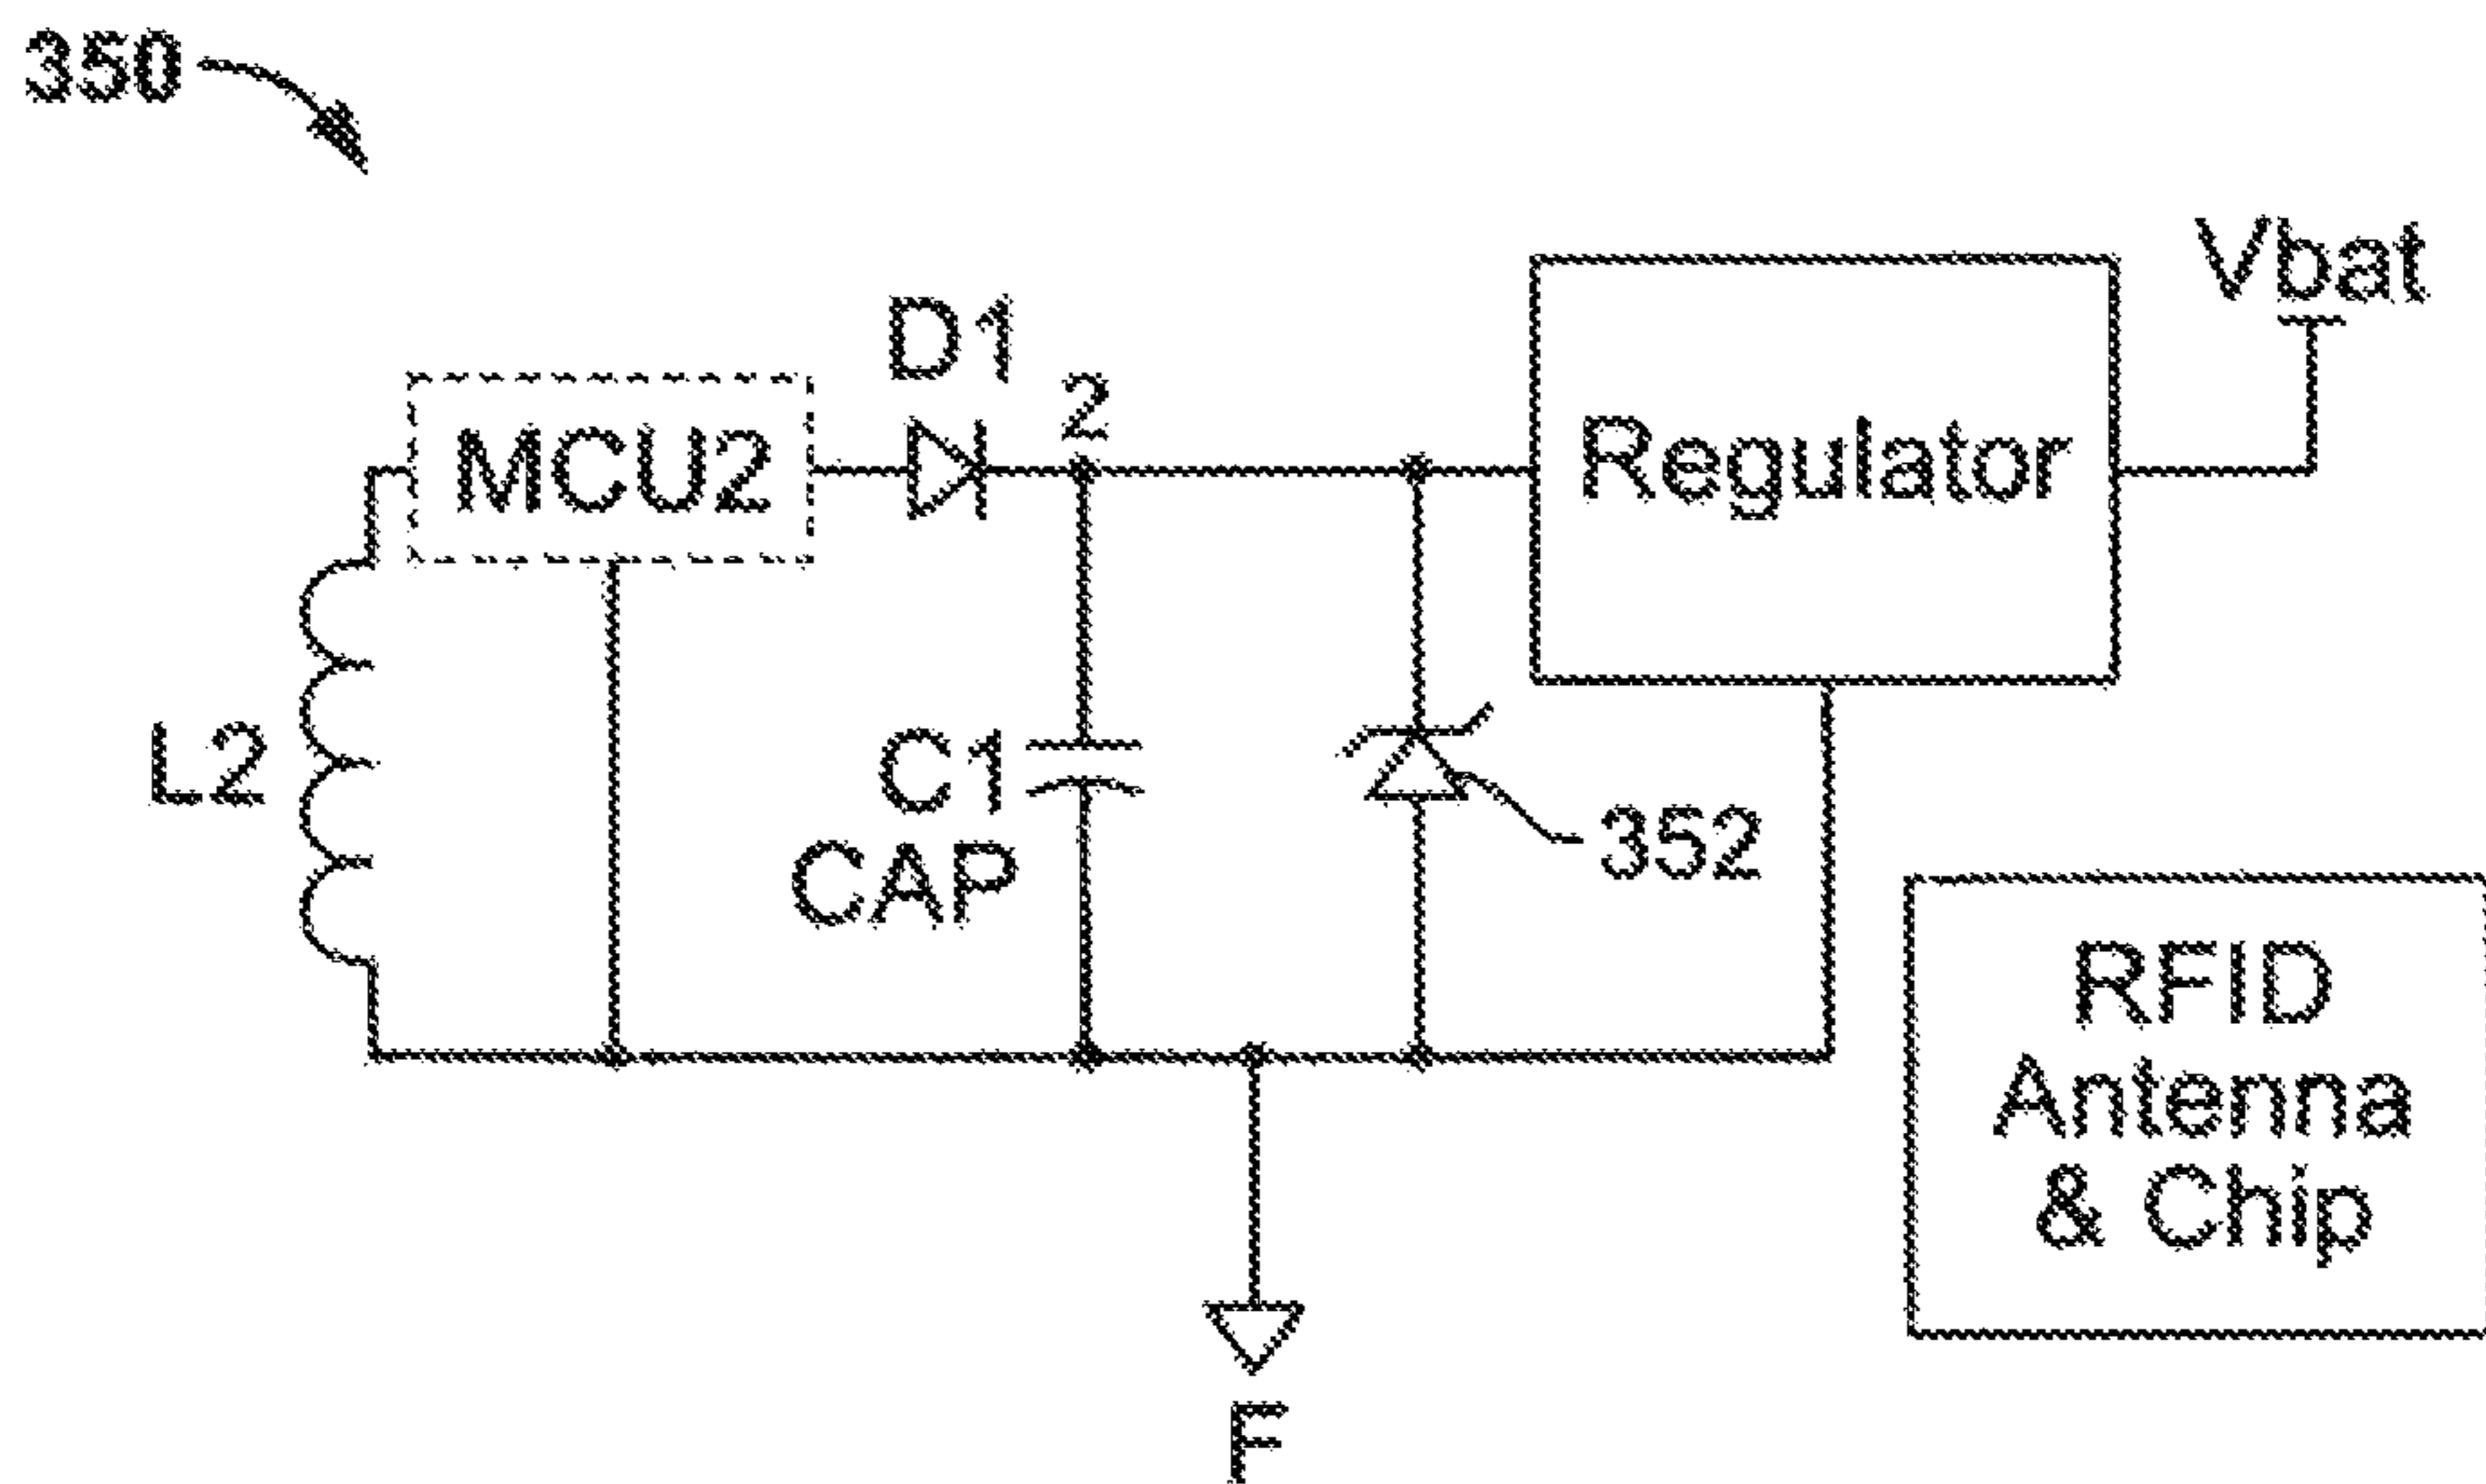 350
Vbat
D1
2
MCU2
Regulator
L2
C1
CAP
352
RFID
Antenna
& Chip
F